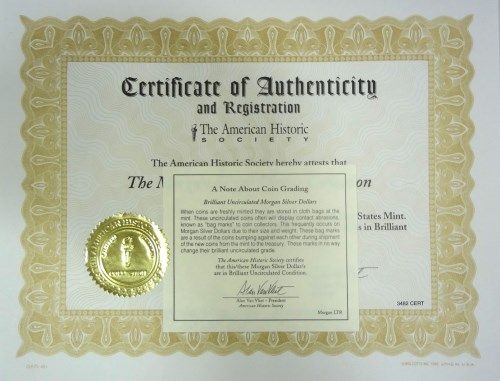 Certificate of Authenticity
and Registration
The American Historic
SOCIETY
The American Historic Society hereby attests that
The M
on
States Mint.
s in Brilliant
A Note About Coin Grading
Brilliant Uncirculated Morgan Silver Dollars
When coins are freshly minted they are stored in cloth bags at the
mint. These uncirculated coins often will display contact abrasions,
known as "bag marks" to coin collectors. This frequently occurs on
Morgan Silver Dollars due to their size and weight. These bag marks
are a result of the coins bumping against each other during shipment
of the new coins from the mint to the treasury. These marks in no way
change their brilliant uncirculated grade.
The American Historic Society certifies
that this/these Morgan Silver Dollar/s
are in Brilliant Uncirculated Condition.
Alan Van Vliet
Alan Van Vliet - President
American Historic Society
Morgan LTR
3482 CERT